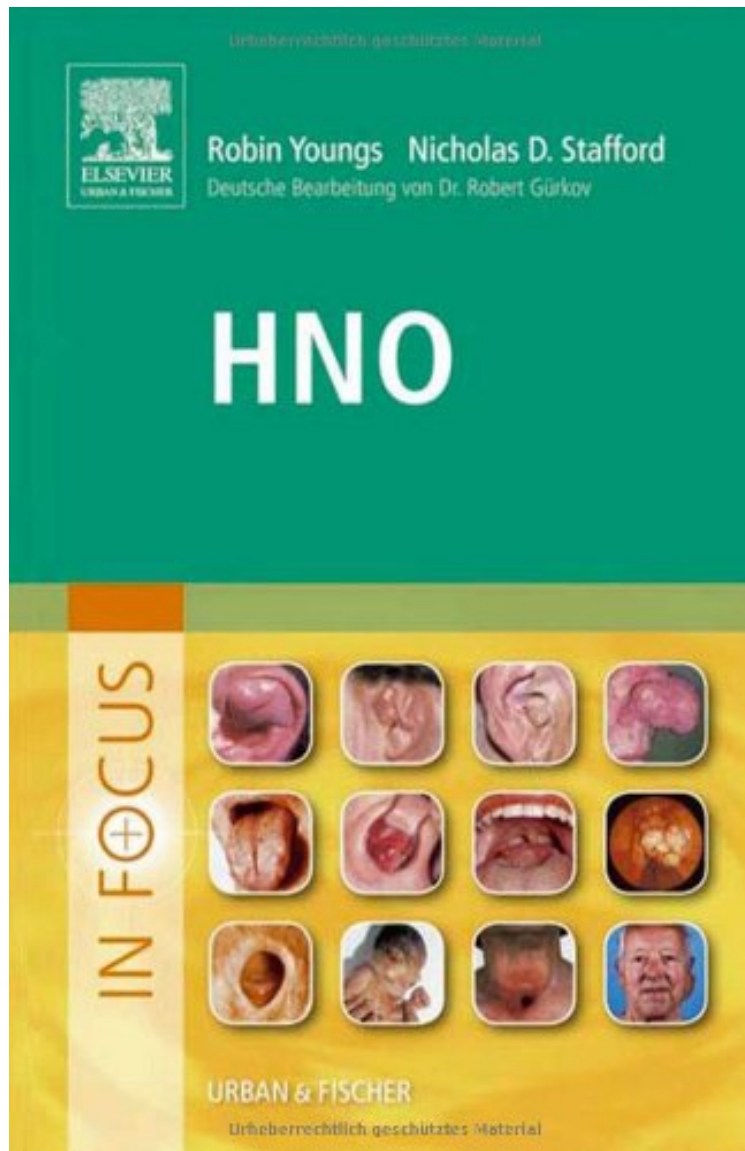 Urheberrechtlich geschütztes Material
ELSEVIER
URBAN & FISCHER
Robin Youngs Nicholas D. Stafford
Deutsche Bearbeitung von Dr. Robert Gürkov
HNO
IN FOCUS
URBAN & FISCHER
Urheberrechtlich geschütztes Material